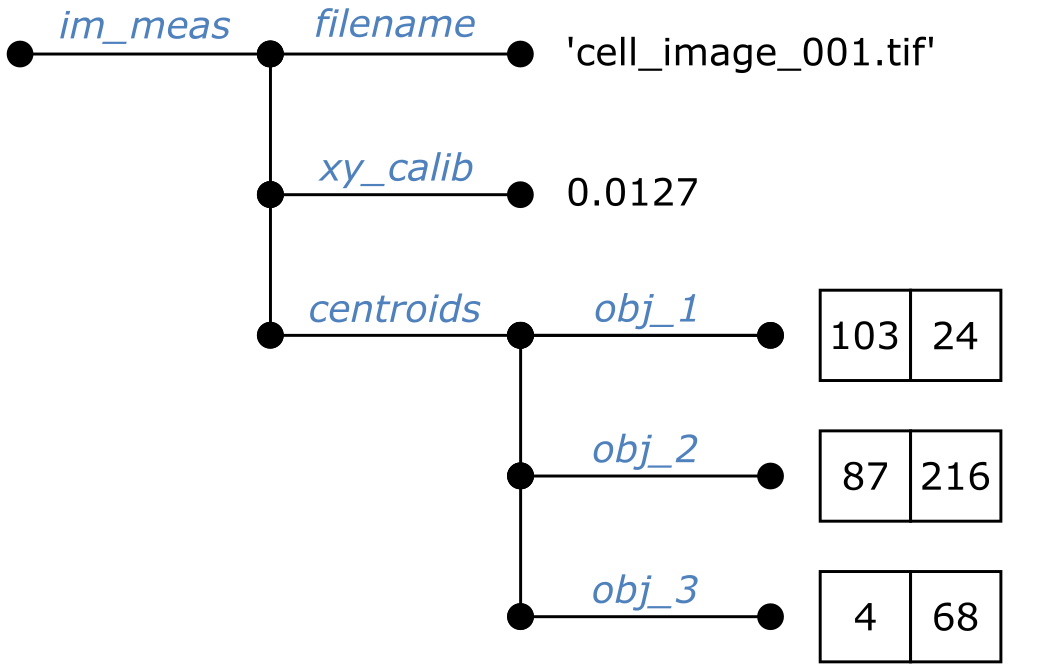 im_meas filename 'cell_image_001.tif'
xy_calib 0.0127
centroids obj_1 103 24
obj_2 87 216
obj_3 4 68